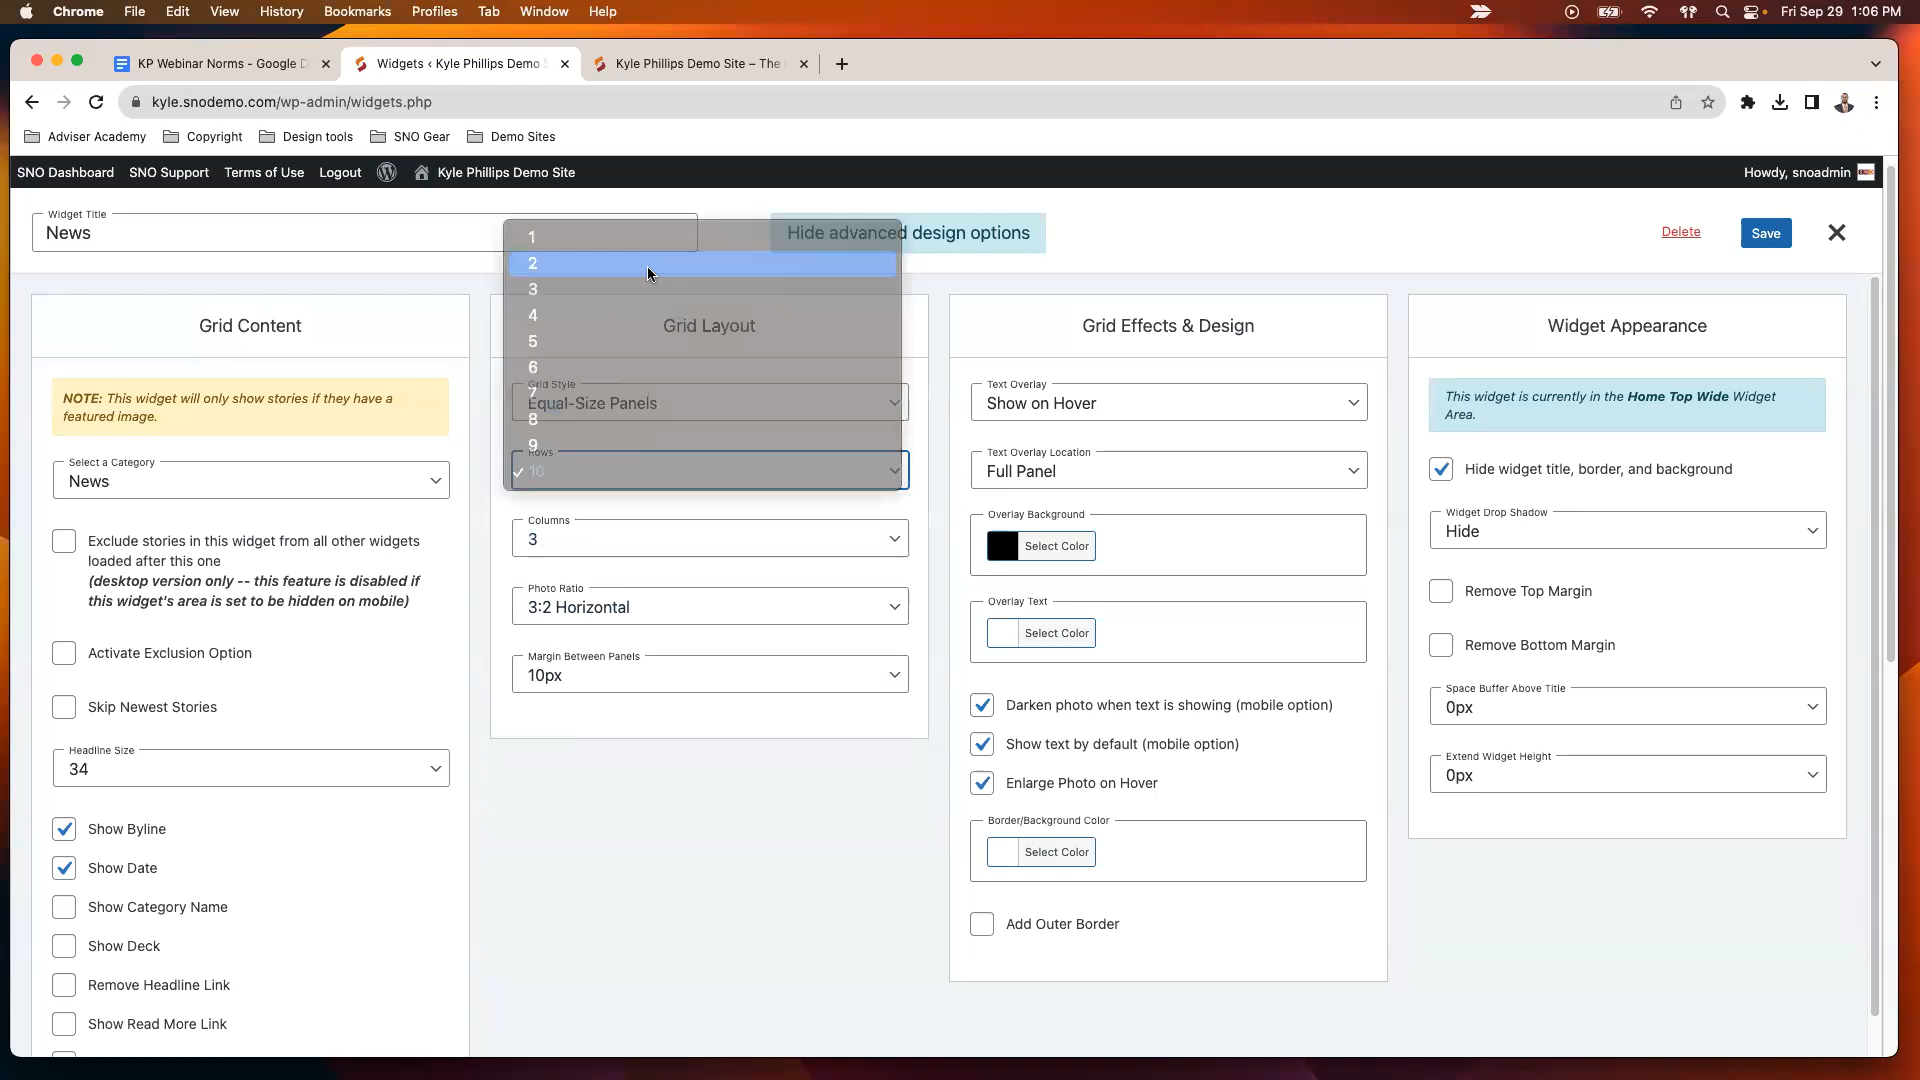 Chrome File Edit View History Bookmarks Profiles Tab Window Help Fri Sep 29 1:06 PM
KP Webinar Norms - Google D
Widgets ‹ Kyle Phillips Demo S
Kyle Phillips Demo Site – The
kyle.snodemo.com/wp-admin/widgets.php
Adviser Academy Copyright Design tools SNO Gear Demo Sites
SNO Dashboard SNO Support Terms of Use Logout Kyle Phillips Demo Site Howdy, snoadmin
Widget Title
News
Hide advanced design options
Delete
Save
Grid Content
NOTE: This widget will only show stories if they have a
featured image.
Select a Category
News
Exclude stories in this widget from all other widgets
loaded after this one
(desktop version only -- this feature is disabled if
this widget's area is set to be hidden on mobile)
Activate Exclusion Option
Skip Newest Stories
Headline Size
34
Show Byline
Show Date
Show Category Name
Show Deck
Remove Headline Link
Show Read More Link
1
2
3
4
5
6
7
8
9
10
Grid Layout
Grid Style
Equal-Size Panels
Rows
Columns
3
Photo Ratio
3:2 Horizontal
Margin Between Panels
10px
Grid Effects & Design
Text Overlay
Show on Hover
Text Overlay Location
Full Panel
Overlay Background
Select Color
Overlay Text
Select Color
Darken photo when text is showing (mobile option)
Show text by default (mobile option)
Enlarge Photo on Hover
Border/Background Color
Select Color
Add Outer Border
Widget Appearance
This widget is currently in the Home Top Wide Widget
Area.
Hide widget title, border, and background
Widget Drop Shadow
Hide
Remove Top Margin
Remove Bottom Margin
Space Buffer Above Title
0px
Extend Widget Height
0px